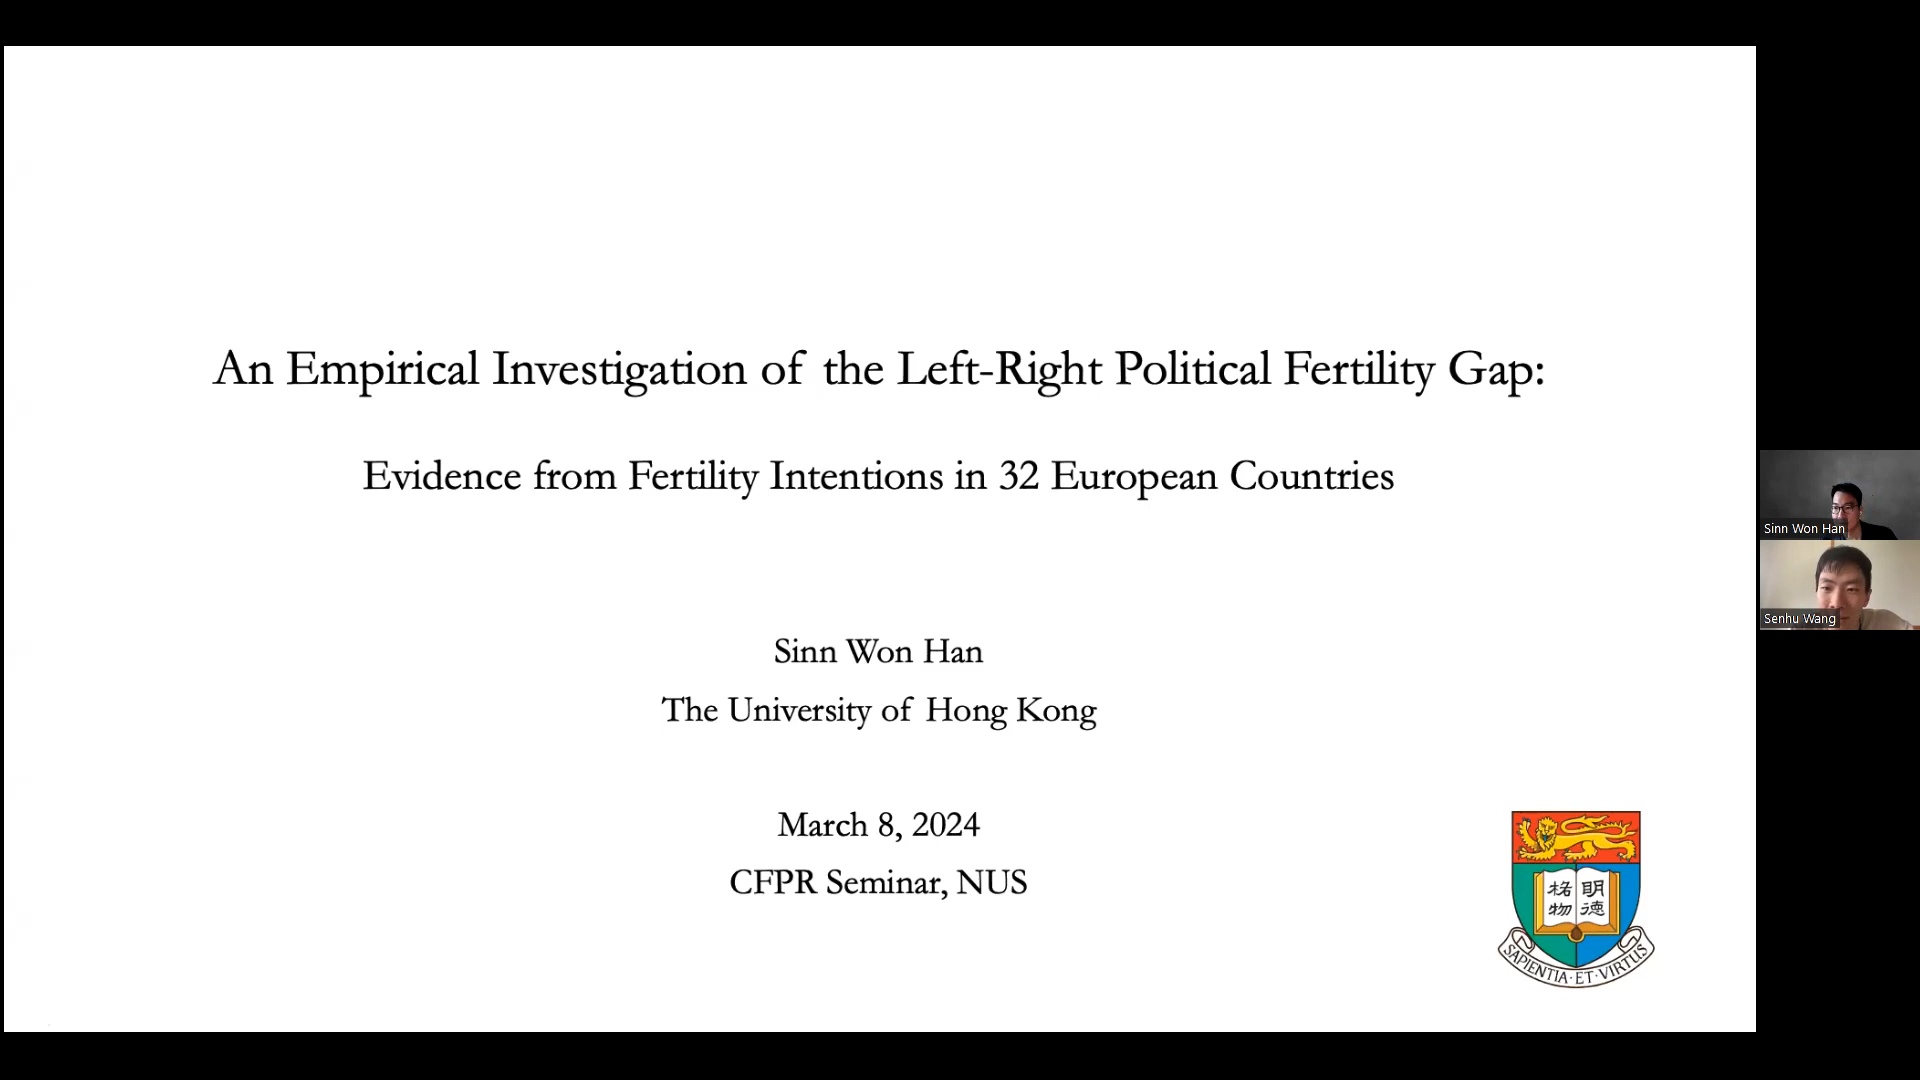 An Empirical Investigation of the Left-Right Political Fertility Gap:
Evidence from Fertility Intentions in 32 European Countries
Sinn Won Han
The University of Hong Kong
March 8, 2024
CFPR Seminar, NUS
明德
格物
SAPIENTIA·ET·VIRTUS
Sinn Won Han
Senhu Wang